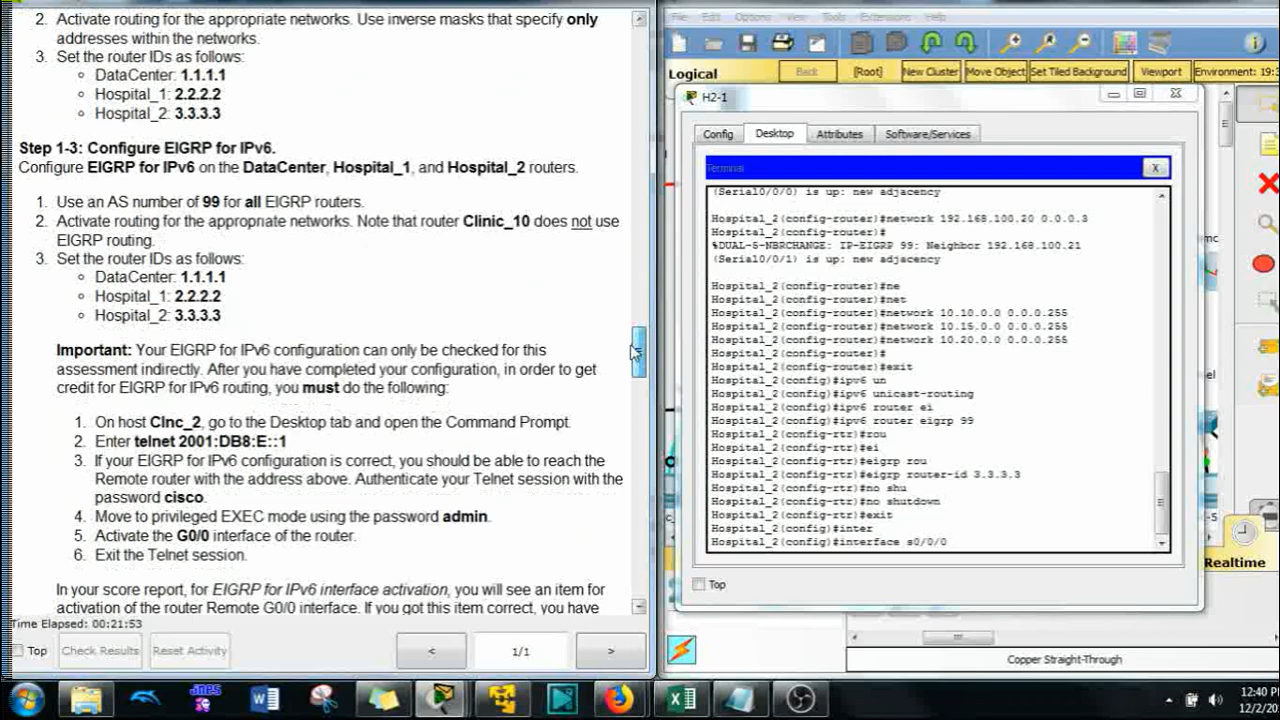 2. Activate routing for the appropriate networks. Use inverse masks that specify only
addresses within the networks.
3. Set the router IDs as follows:
DataCenter: 1.1.1.1
Hospital_1: 2.2.2.2
Hospital_2: 3.3.3.3
Step 1-3: Configure EIGRP for IPv6.
Configure EIGRP for IPv6 on the DataCenter, Hospital_1, and Hospital_2 routers.
1. Use an AS number of 99 for all EIGRP routers.
2. Activate routing for the appropriate networks. Note that router Clinic_10 does not use
EIGRP routing.
3. Set the router IDs as follows:
DataCenter: 1.1.1.1
Hospital_1: 2.2.2.2
Hospital_2: 3.3.3.3
Important: Your EIGRP for IPv6 configuration can only be checked for this
assessment indirectly. After you have completed your configuration, in order to get
credit for EIGRP for IPv6 routing, you must do the following:
1. On host Clnc_2, go to the Desktop tab and open the Command Prompt.
2. Enter telnet 2001:DB8:E::1
3. If your EIGRP for IPv6 configuration is correct, you should be able to reach the
Remote router with the address above. Authenticate your Telnet session with the
password cisco.
4. Move to privileged EXEC mode using the password admin.
5. Activate the G0/0 interface of the router.
6. Exit the Telnet session.
In your score report, for EIGRP for IPv6 interface activation, you will see an item for
activation of the router Remote G0/0 interface. If you got this item correct, you have
Time Elapsed: 00:21:53
Top
Check Results
Reset Activity
<
1/1
>
File Edit Options View Tools Extensions Help
Logical
Back
[Root]
New Cluster
Move Object
Set Tiled Background
Viewport
Environment: 19:3
H2-1
Config
Desktop
Attributes
Software/Services
Terminal
X
(Serial0/0/0) is up: new adjacency
Hospital_2(config-router)#network 192.168.100.20 0.0.0.3
Hospital_2(config-router)#
%DUAL-5-NBRCHANGE: IP-EIGRP 99: Neighbor 192.168.100.21
(Serial0/0/1) is up: new adjacency
Hospital_2(config-router)#ne
Hospital_2(config-router)#net
Hospital_2(config-router)#network 10.10.0.0 0.0.0.255
Hospital_2(config-router)#network 10.15.0.0 0.0.0.255
Hospital_2(config-router)#network 10.20.0.0 0.0.0.255
Hospital_2(config-router)#
Hospital_2(config-router)#exit
Hospital_2(config)#ipv6 un
Hospital_2(config)#ipv6 unicast-routing
Hospital_2(config)#ipv6 router ei
Hospital_2(config)#ipv6 router eigrp 99
Hospital_2(config-rtr)#rou
Hospital_2(config-rtr)#ei
Hospital_2(config-rtr)#eigrp rou
Hospital_2(config-rtr)#eigrp router-id 3.3.3.3
Hospital_2(config-rtr)#no shu
Hospital_2(config-rtr)#no shutdown
Hospital_2(config-rtr)#exit
Hospital_2(config)#inter
Hospital_2(config)#interface s0/0/0
Top
Realtime
Copper Straight-Through
12:40 P
12/2/20